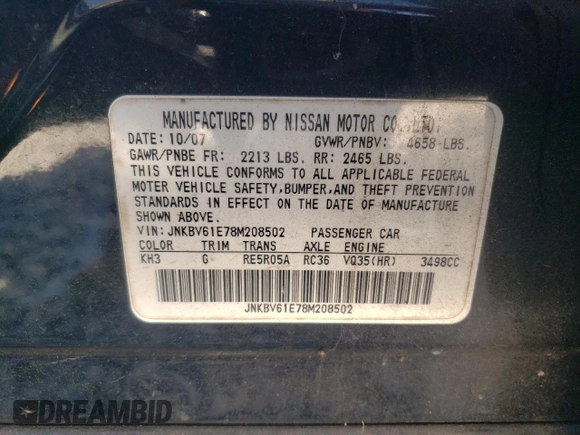 MANUFACTURED BY NISSAN MOTOR CO.,LTD.
DATE: 10/07 GVWR/PNBV: 4658 LBS.
GAWR/PNBE FR: 2213 LBS. RR: 2465 LBS.
THIS VEHICLE CONFORMS TO ALL APPLICABLE FEDERAL
MOTOR VEHICLE SAFETY,BUMPER,AND THEFT PREVENTION
STANDARDS IN EFFECT ON THE DATE OF MANUFACTURE
SHOWN ABOVE.
VIN: JNKBV61E78M208502 PASSENGER CAR
COLOR TRIM TRANS AXLE ENGINE
KH3 G RE5R05A RC36 VQ35(HR) 3498CC
JNKBV61E78M208502
DREAMBID